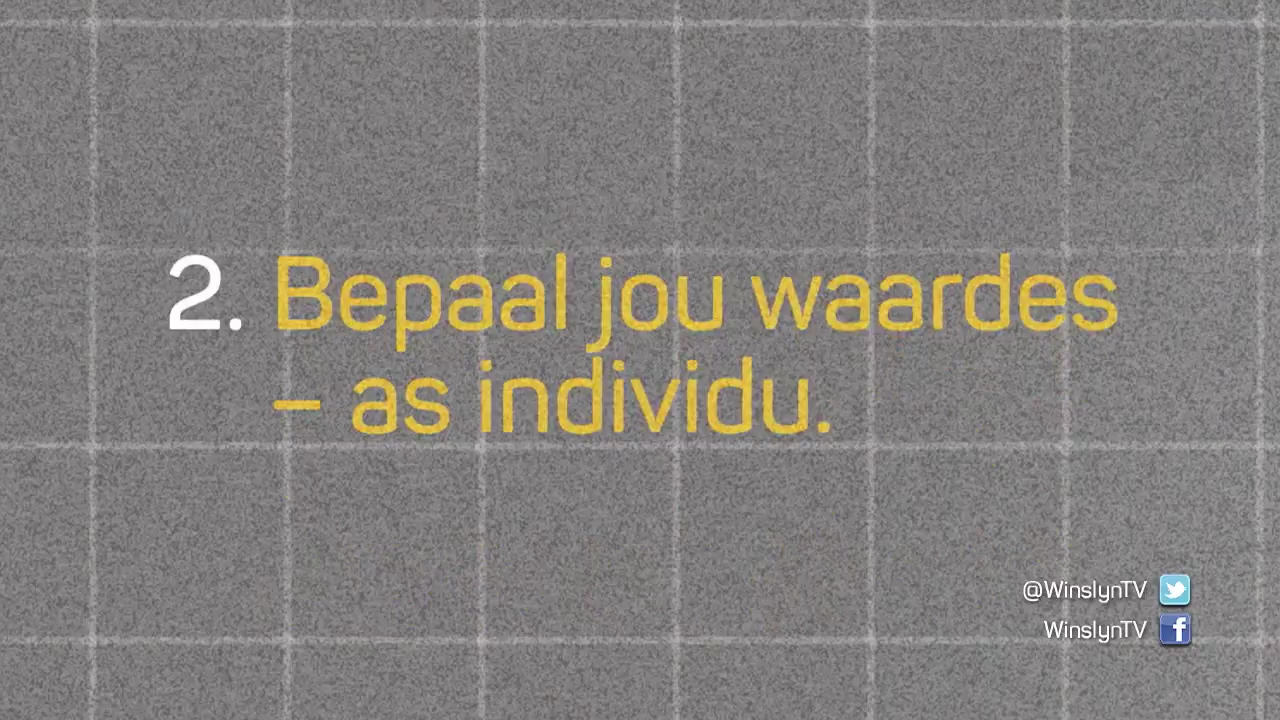 2. Bepaal jou waardes
– as individu.
@WinslynTV
WinslynTV